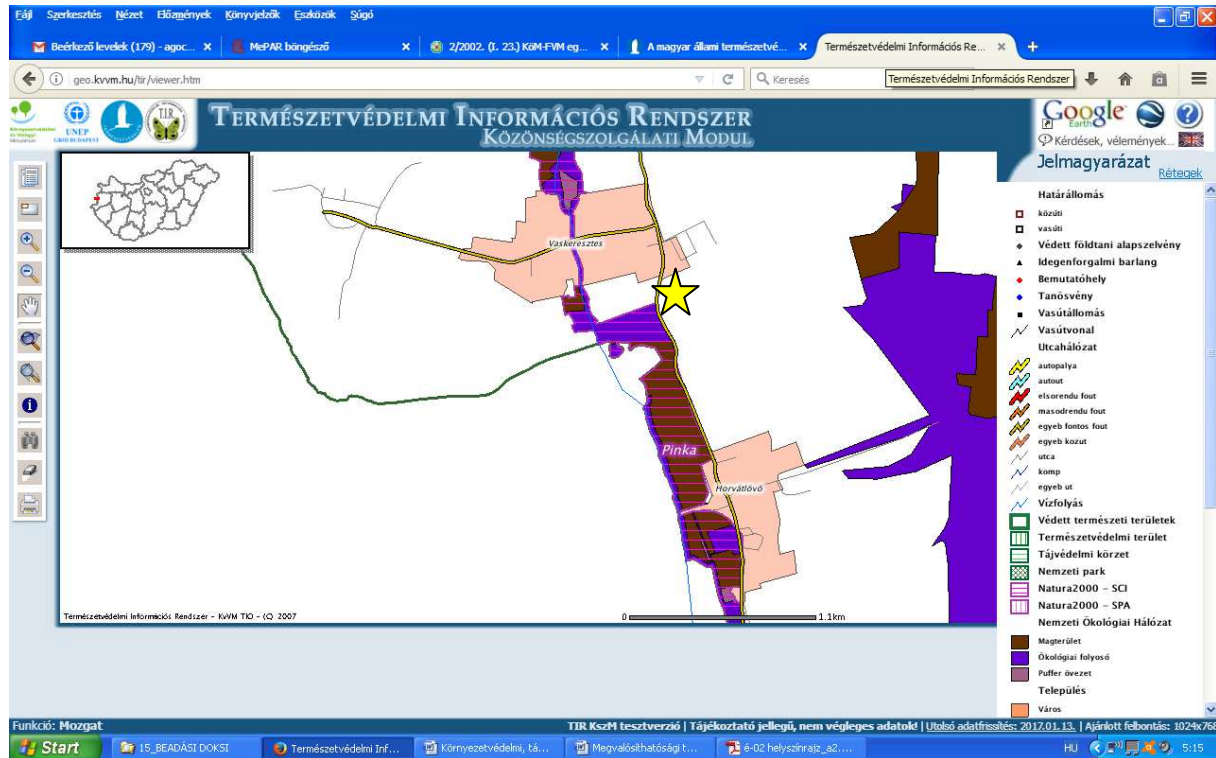 Fájl Szerkesztés Nézet Előzmények Könyvjelzők Eszközök Súgó
Beérkező levelek (179) - agoc... × MePAR böngésző × 2/2002. (I. 23.) KöM-FVM eg... × A magyar állami természetvé... × Természetvédelmi Információs Re... × +
geo.kvvm.hu/tir/viewer.htm Keresés
Természetvédelmi Információs Rendszer
UNEP
T.I.R
TERMÉSZETVÉDELMI INFORMÁCIÓS RENDSZER
KÖZÖNSÉGSZOLGÁLATI MODUL
Google Earth
Kérdések, vélemények...
Jelmagyarázat
Rétegek
Vaskeresztes
Pinka
Horvátlövő
Természetvédelmi Információs Rendszer - KvVM TIO - (C) 2007
0 1.1km
Határállomás
közúti
vasúti
Védett földtani alapszelvény
Idegenforgalmi barlang
Bemutatóhely
Tanösvény
Vasútállomás
Vasútvonal
Utcahálózat
autopalya
autout
elsorendu fout
masodrendu fout
egyeb fontos fout
egyeb kozut
utca
komp
egyeb ut
Vízfolyás
Védett természeti területek
Természetvédelmi terület
Tájvédelmi körzet
Nemzeti park
Natura2000 - SCI
Natura2000 - SPA
Nemzeti Ökológiai Hálózat
Magterület
Ökológiai folyosó
Puffer övezet
Település
Város
Funkció: Mozgat
TIR KszM tesztverzió | Tájékoztató jellegű, nem végleges adatok! | Utolsó adatfrissítés: 2017.01.13. | Ajánlott felbontás: 1024x768
Start 15_BEADÁSI DOKSI Természetvédelmi Inf... Környezetvédelmi, tá... Megvalósíthatósági t... é-02 helyszínrajz_a2.... HU 5:15